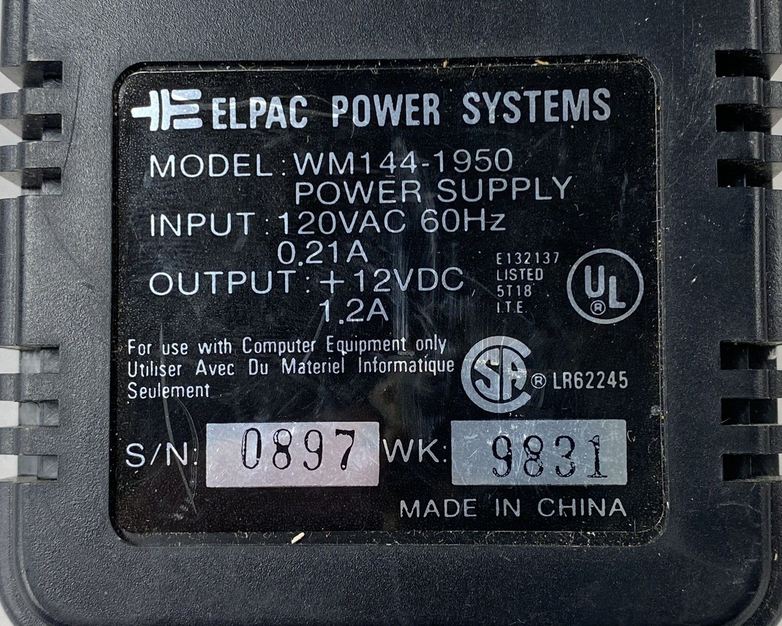 ELPAC POWER SYSTEMS
MODEL: WM144-1950
POWER SUPPLY
INPUT: 120VAC 60Hz
0.21A
OUTPUT: +12VDC
1.2A
E132137
LISTED
5T18
I.T.E.
UL
®
For use with Computer Equipment only
Utiliser Avec Du Materiel Informatique
Seulement
SA ® LR62245
S/N: 0897 WK: 9831
MADE IN CHINA